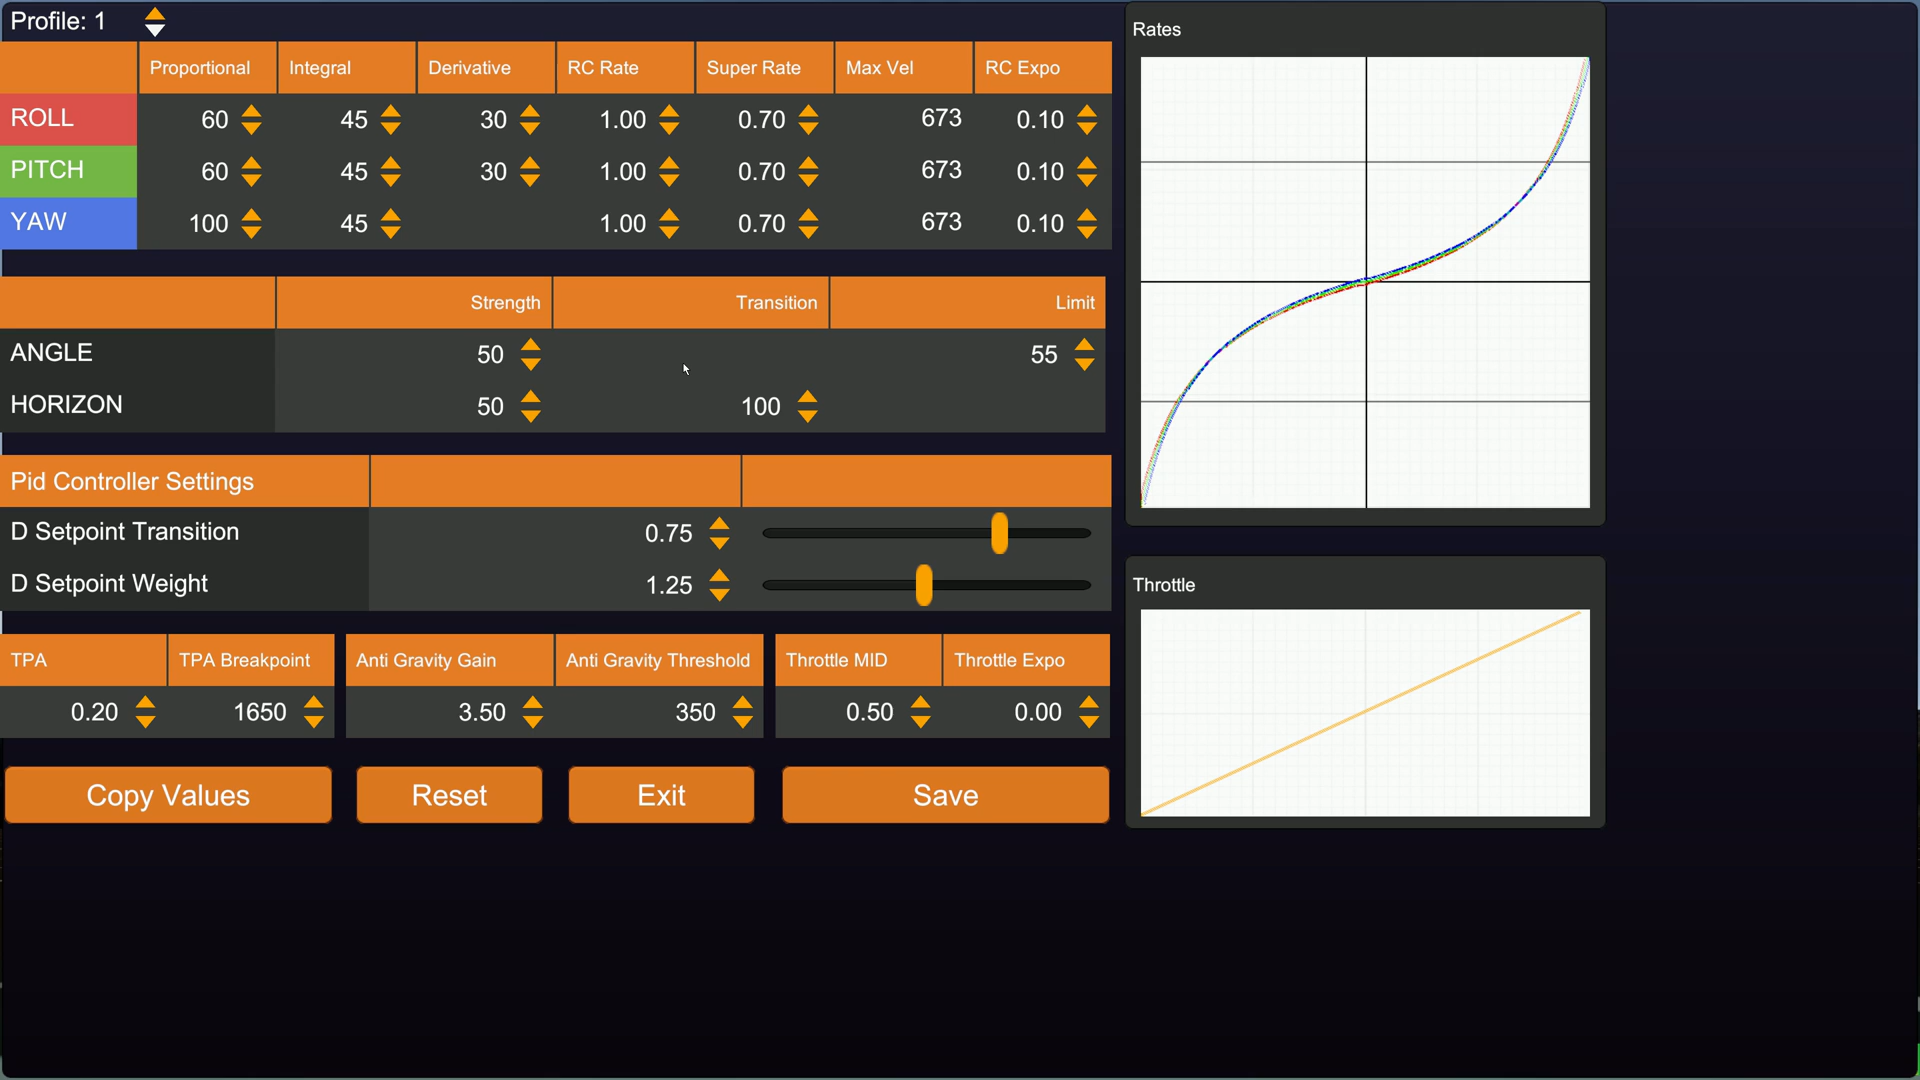 Profile: 1
Rates
Proportional Integral Derivative RC Rate Super Rate Max Vel RC Expo
ROLL 60 45 30 1.00 0.70 673 0.10
PITCH 60 45 30 1.00 0.70 673 0.10
YAW 100 45 1.00 0.70 673 0.10
Strength Transition Limit
ANGLE 50 55
HORIZON 50 100
Pid Controller Settings
D Setpoint Transition 0.75
D Setpoint Weight 1.25
Throttle
TPA TPA Breakpoint Anti Gravity Gain Anti Gravity Threshold Throttle MID Throttle Expo
0.20 1650 3.50 350 0.50 0.00
Copy Values Reset Exit Save